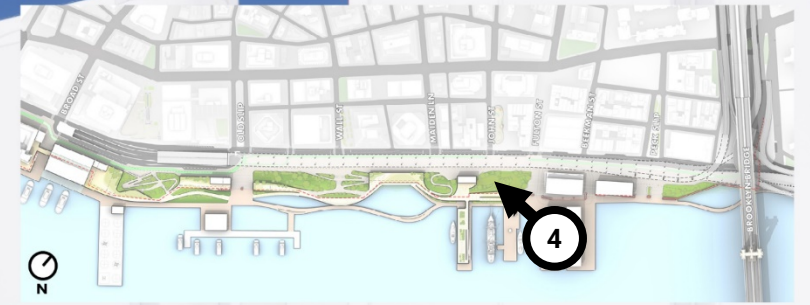 BROAD ST
OLD SLIP
WALL ST
MAIDEN LN
JOHN ST
FULTON ST
BEEKMAN ST
PECK SLIP
BROOKLYN BRIDGE
4
N